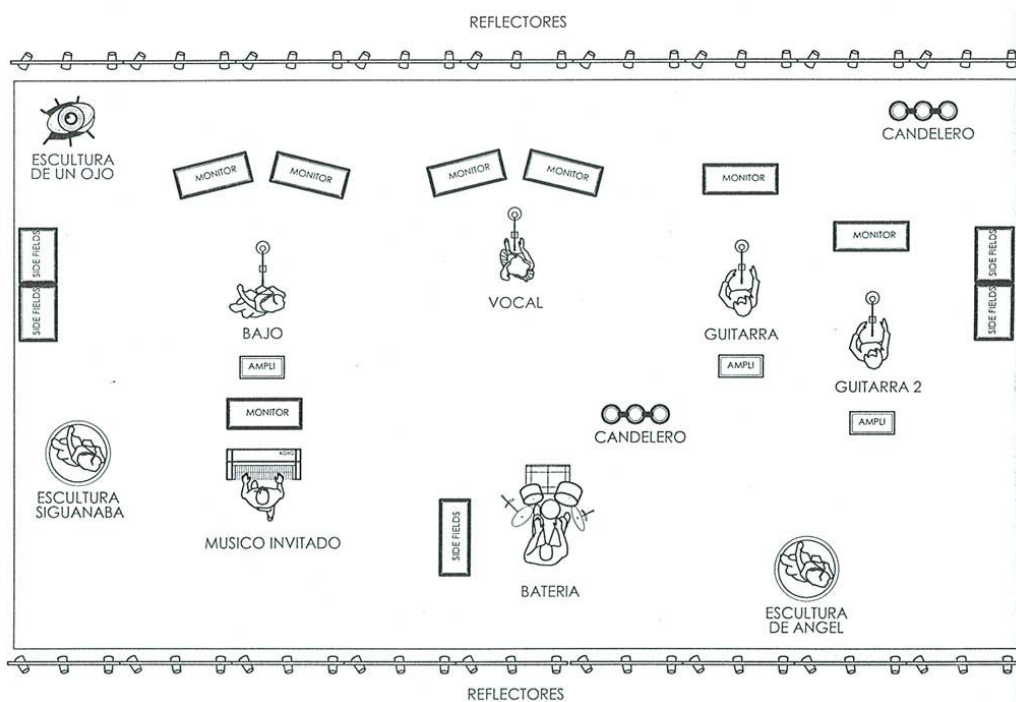 REFLECTORES
ESCULTURA
DE UN OJO
CANDELERO
MONITOR
MONITOR
MONITOR
MONITOR
MONITOR
MONITOR
SIDE FIELDS
SIDE FIELDS
SIDE FIELDS
SIDE FIELDS
BAJO
VOCAL
GUITARRA
GUITARRA 2
AMPLI
AMPLI
AMPLI
MONITOR
CANDELERO
KORG
ESCULTURA
SIGUANABA
MUSICO INVITADO
SIDE FIELDS
BATERIA
ESCULTURA
DE ANGEL
REFLECTORES